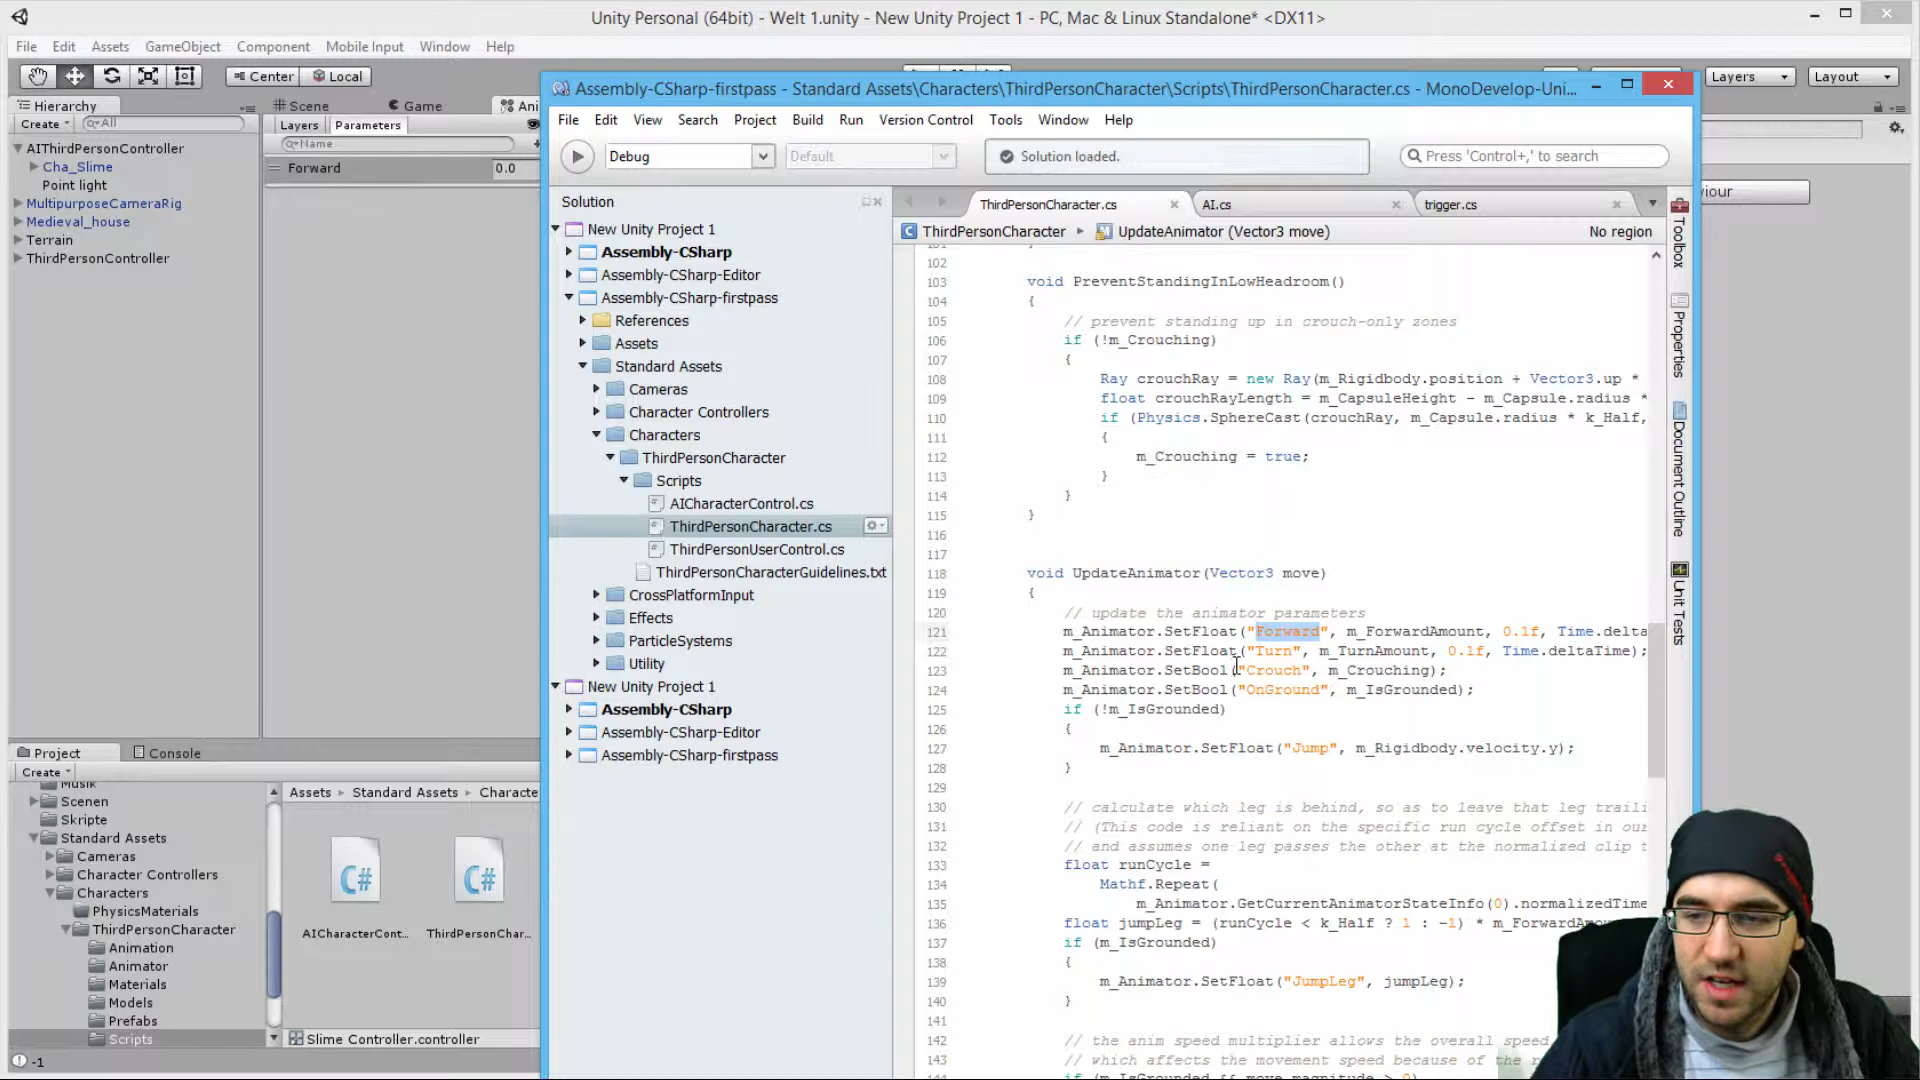 Unity Personal (64bit) - Welt 1.unity - New Unity Project 1 - PC, Mac & Linux Standalone* <DX11>
File Edit Assets GameObject Component Mobile Input Window Help
Center Local
Layers Layout
Hierarchy
Create All
AIThirdPersonController
Cha_Slime
Point light
MultipurposeCameraRig
Medieval_house
Terrain
ThirdPersonController
Scene Game Ani
Layers Parameters
Name
Forward 0.0
Assembly-CSharp-firstpass - Standard Assets\Characters\ThirdPersonCharacter\Scripts\ThirdPersonCharacter.cs - MonoDevelop-Uni...
File Edit View Search Project Build Run Version Control Tools Window Help
Debug Default Solution loaded. Press 'Control+,' to search
Solution
New Unity Project 1
Assembly-CSharp
Assembly-CSharp-Editor
Assembly-CSharp-firstpass
References
Assets
Standard Assets
Cameras
Character Controllers
Characters
ThirdPersonCharacter
Scripts
AICharacterControl.cs
ThirdPersonCharacter.cs
ThirdPersonUserControl.cs
ThirdPersonCharacterGuidelines.txt
CrossPlatformInput
Effects
ParticleSystems
Utility
New Unity Project 1
Assembly-CSharp
Assembly-CSharp-Editor
Assembly-CSharp-firstpass
ThirdPersonCharacter.cs AI.cs trigger.cs
ThirdPersonCharacter UpdateAnimator (Vector3 move) No region
102
103 void PreventStandingInLowHeadroom()
104 {
105 // prevent standing up in crouch-only zones
106 if (!m_Crouching)
107 {
108 Ray crouchRay = new Ray(m_Rigidbody.position + Vector3.up *
109 float crouchRayLength = m_CapsuleHeight - m_Capsule.radius *
110 if (Physics.SphereCast(crouchRay, m_Capsule.radius * k_Half,
111 {
112 m_Crouching = true;
113 }
114 }
115 }
116
117
118 void UpdateAnimator(Vector3 move)
119 {
120 // update the animator parameters
121 m_Animator.SetFloat("Forward", m_ForwardAmount, 0.1f, Time.delta
122 m_Animator.SetFloat("Turn", m_TurnAmount, 0.1f, Time.deltaTime);
123 m_Animator.SetBool("Crouch", m_Crouching);
124 m_Animator.SetBool("OnGround", m_IsGrounded);
125 if (!m_IsGrounded)
126 {
127 m_Animator.SetFloat("Jump", m_Rigidbody.velocity.y);
128 }
129
130 // calculate which leg is behind, so as to leave that leg traili
131 // (This code is reliant on the specific run cycle offset in our
132 // and assumes one leg passes the other at the normalized clip t
133 float runCycle =
134 Mathf.Repeat(
135 m_Animator.GetCurrentAnimatorStateInfo(0).normalizedTime
136 float jumpLeg = (runCycle < k_Half ? 1 : -1) * m_ForwardAmo
137 if (m_IsGrounded)
138 {
139 m_Animator.SetFloat("JumpLeg", jumpLeg);
140 }
141
142 // the anim speed multiplier allows the overall speed
143 // which affects the movement speed because of the
144 if (m_IsGrounded && move.magnitude > 0)
Toolbox
Properties
Document Outline
Unit Tests
iour
Project Console
Create
Musik
Scenen
Skripte
Standard Assets
Cameras
Character Controllers
Characters
PhysicsMaterials
ThirdPersonCharacter
Animation
Animator
Materials
Models
Prefabs
Scripts
Assets Standard Assets Characte
C# C#
AICharacterCont... ThirdPersonChar...
Slime Controller.controller
-1